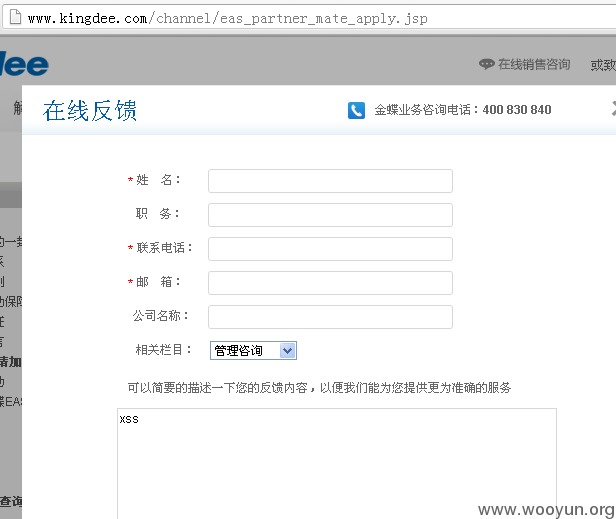 www.kingdee.com/channel/eas_partner_mate_apply.jsp
dee
在线销售咨询 或致
解
在线反馈
金蝶业务咨询电话：400 830 840
* 姓 名：
职 务：
的一封
* 联系电话：
系
* 邮 箱：
功保障
公司名称：
任
言
相关栏目： 管理咨询
请加
可以简要的描述一下您的反馈内容，以便我们能为您提供更为准确的服务
蝶EAS
xss
查询
www.wooyun.org